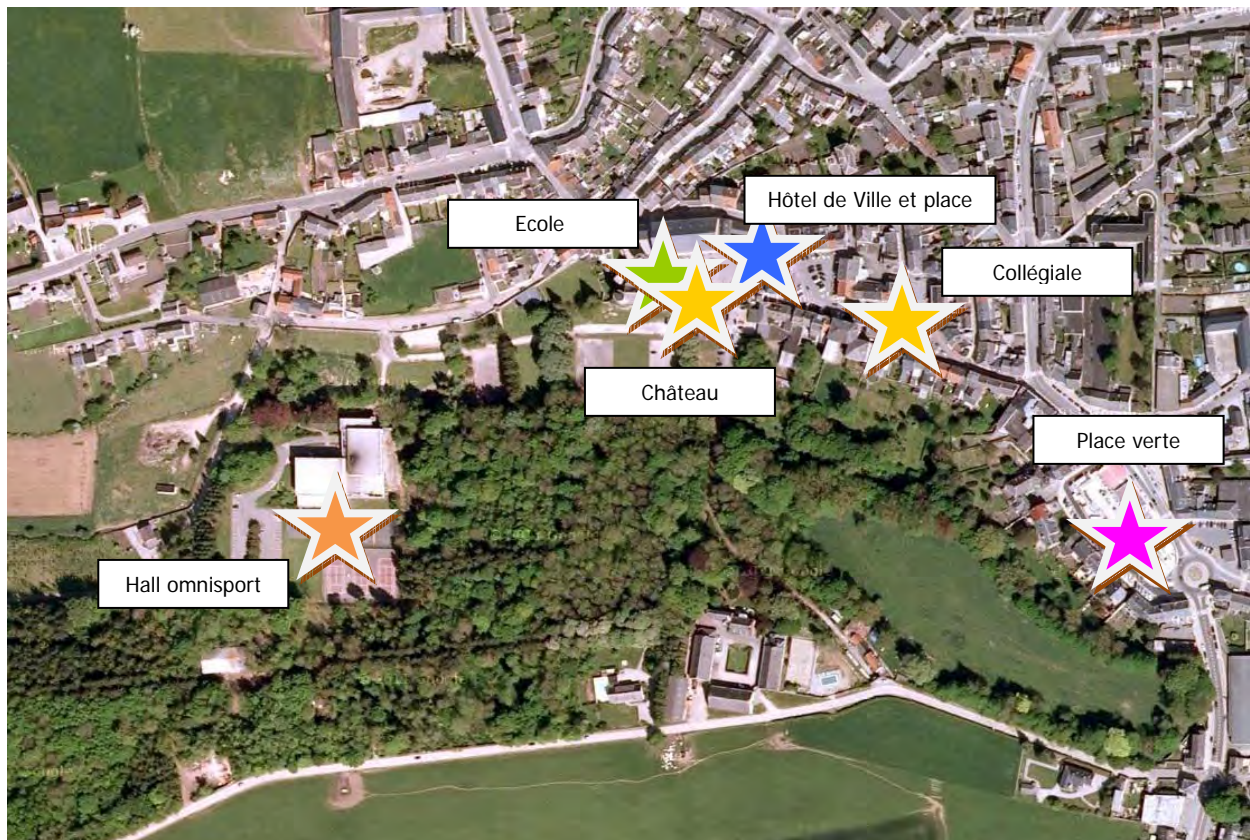 Hôtel de Ville et place
Ecole
Collégiale
Château
Place verte
Hall omnisport